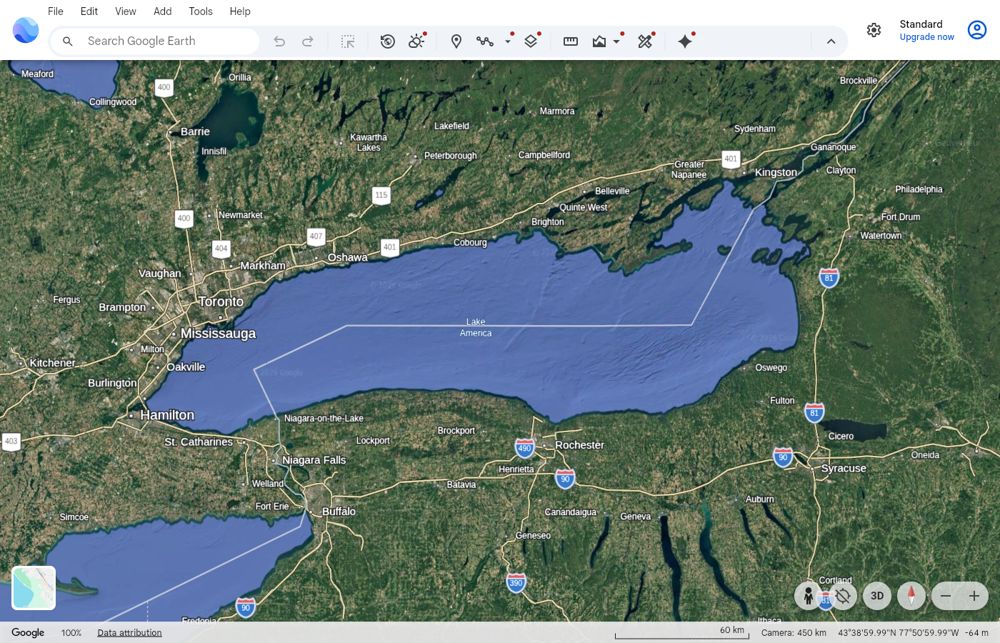 File Edit View Add Tools Help
Search Google Earth
Standard
Upgrade now
Meaford
Collingwood
400
Orillia
Barrie
Innisfil
Kawartha
Lakes
Lakefield
Peterborough
Marmora
Campbellford
Sydenham
Brockville
Gananoque
401
Greater
Napanee
Kingston
Clayton
Philadelphia
Fort Drum
Watertown
115
Belleville
Quinte West
Brighton
400
Newmarket
404
407
401
Cobourg
Oshawa
Markham
Vaughan
81
Fergus
Brampton
Toronto
Mississauga
Lake
America
Milton
Kitchener
Oakville
Burlington
Oswego
Hamilton
Niagara-on-the-Lake
Fulton
81
403
St. Catharines
Lockport
Brockport
490
Rochester
Cicero
Oneida
Niagara Falls
Henrietta
90
90
Syracuse
Welland
Batavia
Fort Erie
Buffalo
Canandaigua
Geneva
Auburn
Simcoe
Geneseo
390
Cortland
90
Fredonia
Ithaca
3D
Google 100% Data attribution 60 km Camera: 450 km 43°38'59.99"N 77°50'59.99"W -64 m